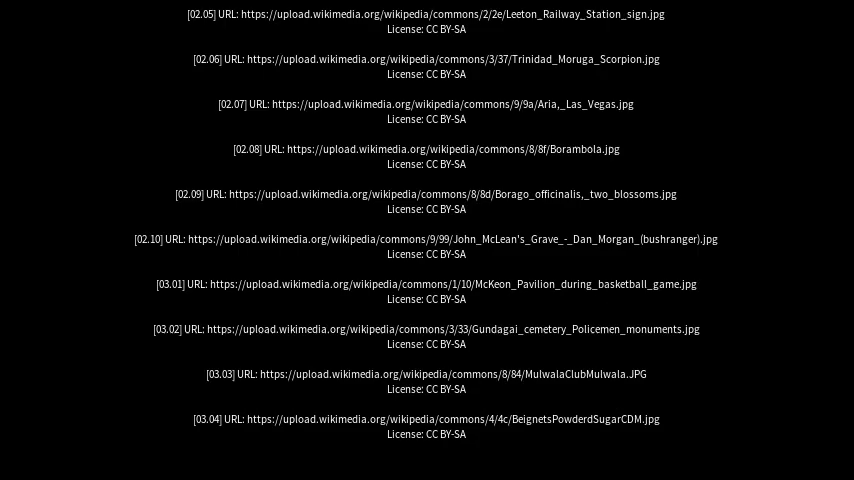 [02.05] URL: https://upload.wikimedia.org/wikipedia/commons/2/2e/Leeton_Railway_Station_sign.jpg
License: CC BY-SA
[02.06] URL: https://upload.wikimedia.org/wikipedia/commons/3/37/Trinidad_Moruga_Scorpion.jpg
License: CC BY-SA
[02.07] URL: https://upload.wikimedia.org/wikipedia/commons/9/9a/Aria,_Las_Vegas.jpg
License: CC BY-SA
[02.08] URL: https://upload.wikimedia.org/wikipedia/commons/8/8f/Borambola.jpg
License: CC BY-SA
[02.09] URL: https://upload.wikimedia.org/wikipedia/commons/8/8d/Borago_officinalis,_two_blossoms.jpg
License: CC BY-SA
[02.10] URL: https://upload.wikimedia.org/wikipedia/commons/9/99/John_McLean's_Grave_-_Dan_Morgan_(bushranger).jpg
License: CC BY-SA
[03.01] URL: https://upload.wikimedia.org/wikipedia/commons/1/10/McKeon_Pavilion_during_basketball_game.jpg
License: CC BY-SA
[03.02] URL: https://upload.wikimedia.org/wikipedia/commons/3/33/Gundagai_cemetery_Policemen_monuments.jpg
License: CC BY-SA
[03.03] URL: https://upload.wikimedia.org/wikipedia/commons/8/84/MulwalaClubMulwala.JPG
License: CC BY-SA
[03.04] URL: https://upload.wikimedia.org/wikipedia/commons/4/4c/BeignetsPowderdSugarCDM.jpg
License: CC BY-SA